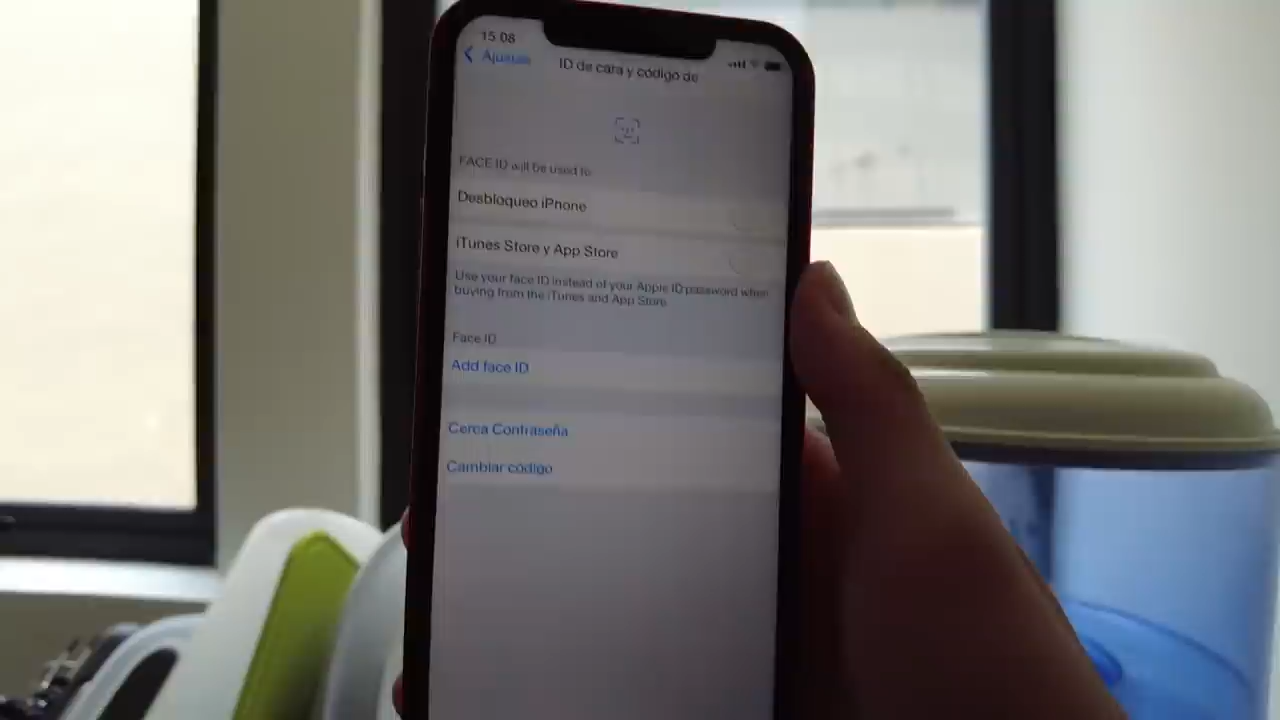 15 08
Ajustes
ID de cara y código de
FACE ID will be used to
Desbloqueo iPhone
iTunes Store y App Store
Use your face ID instead of your Apple ID password when
buying from the iTunes and App Store
Face ID
Add face ID
Cerca Contraseña
Cambiar código